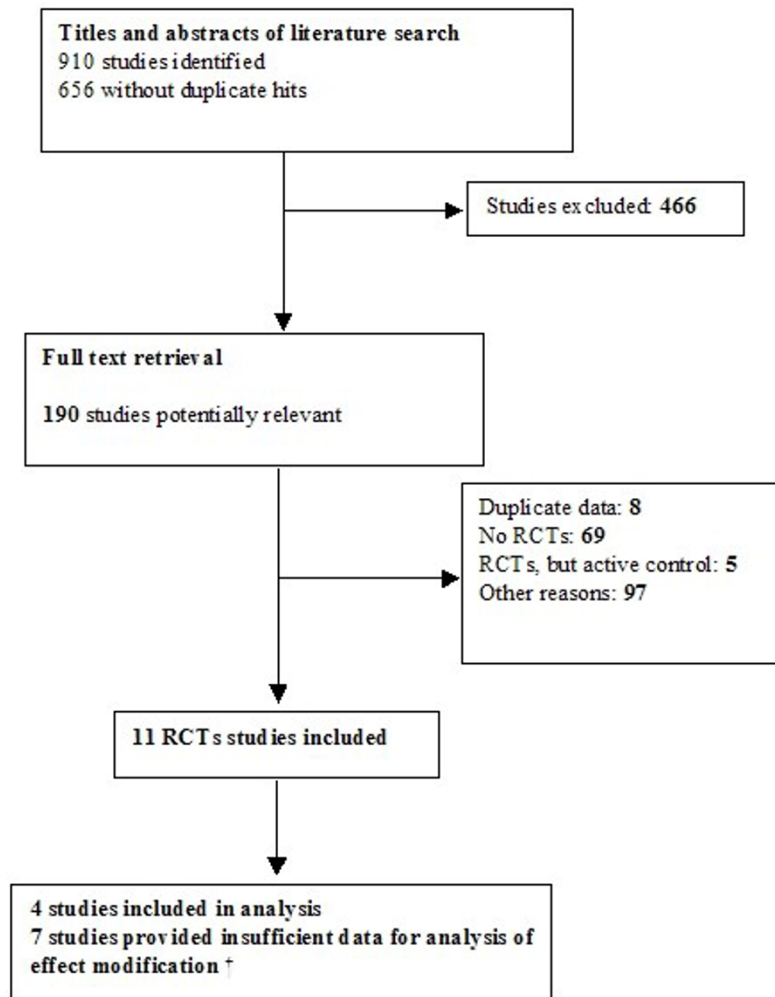 Titles and abstracts of literature search
910 studies identified
656 without duplicate hits
Studies excluded: 466
Full text retrieval
190 studies potentially relevant
Duplicate data: 8
No RCTs: 69
RCTs, but active control: 5
Other reasons: 97
11 RCTs studies included
4 studies included in analysis
7 studies provided insufficient data for analysis of
effect modification †